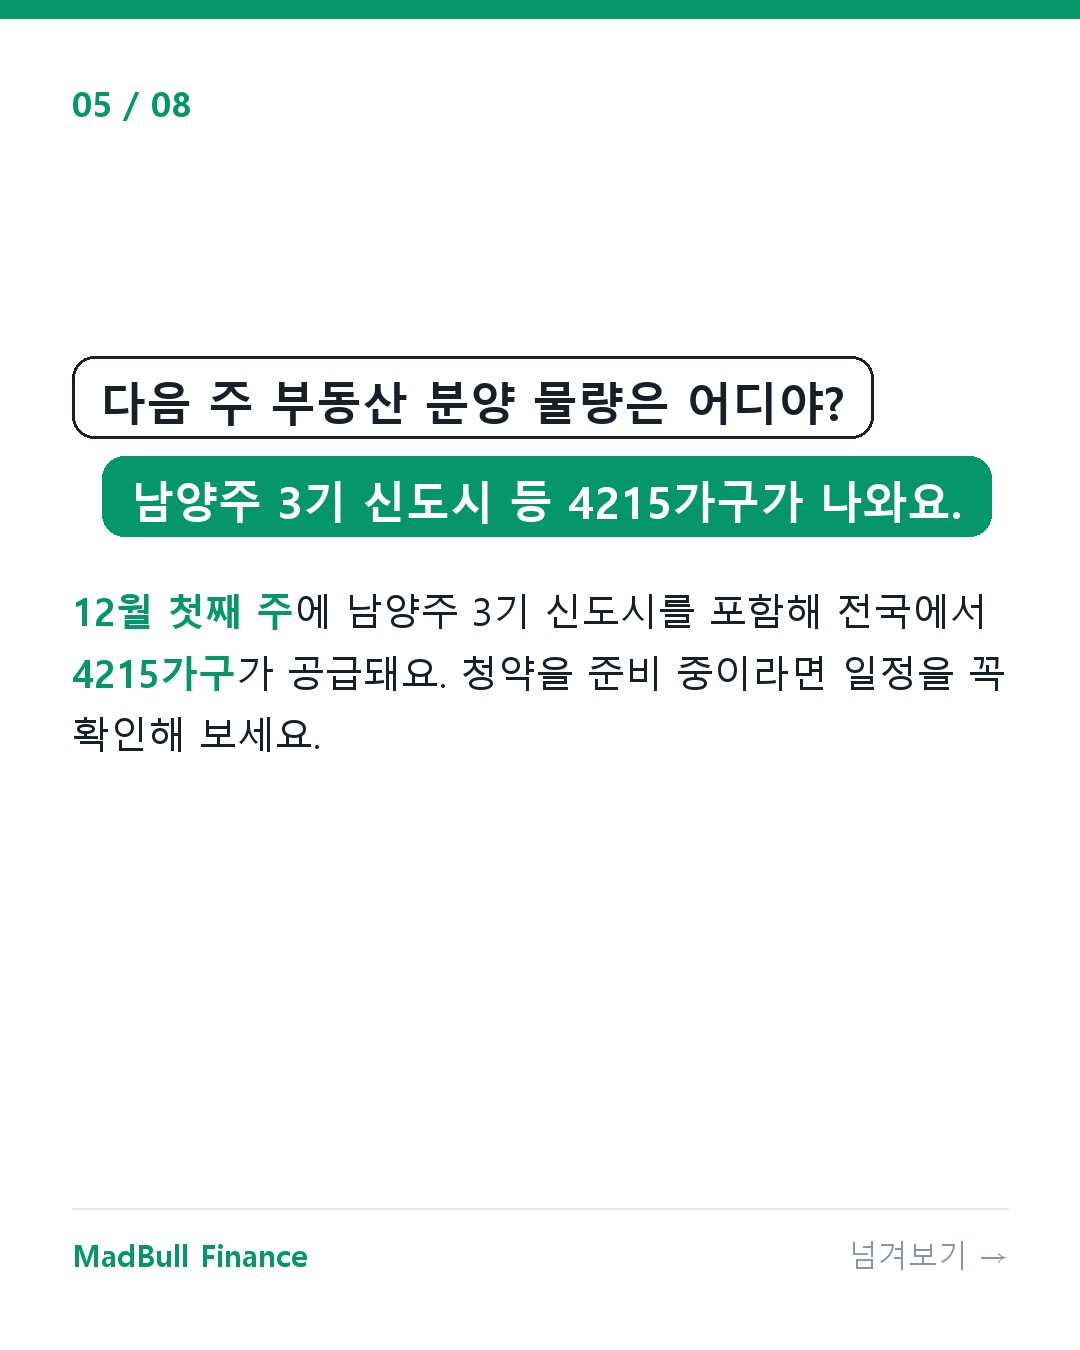 05 / 08
다음 주 부동산 분양 물량은 어디야?
남양주 3기 신도시 등 4215가구가 나와요.
12월 첫째 주에 남양주 3기 신도시를 포함해 전국에서
4215가구가 공급돼요. 청약을 준비 중이라면 일정을 꼭
확인해 보세요.
MadBull Finance
넘겨보기 →